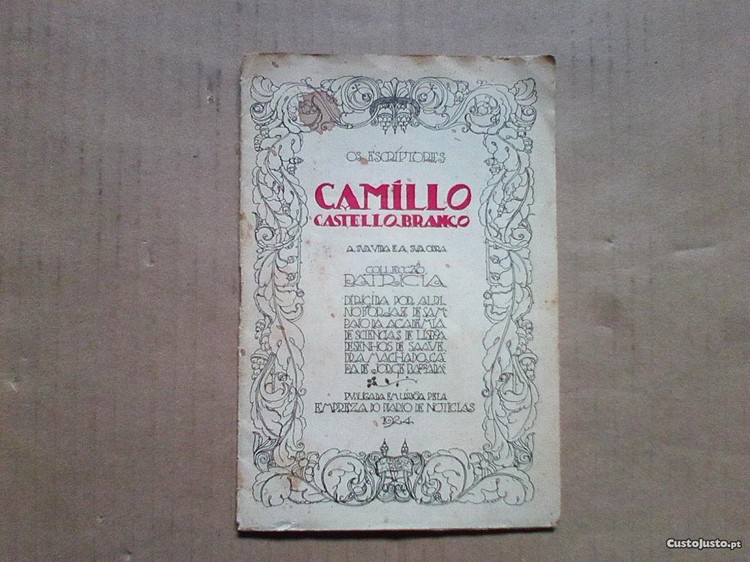 OS ESCRIPTORES
CAMÍLLO
CASTELLO BRANCO
A SUA VIDA E A SUA OBRA
COLLECÇÃO
PATRICIA
DIRIGIDA POR ALBI
NO FORJAZ DE SAM
PAIO DA ACADEMIA
DE SCIENCIAS DE LISBOA
DESENHOS DE SAAVE
DRA MACHADO, CA
PA DE JORGE BARRADAS
PVBLICADA EM LISBOA PELA
EMPREZA DO DIARIO DE NOTICIAS
1924
CustoJusto.pt